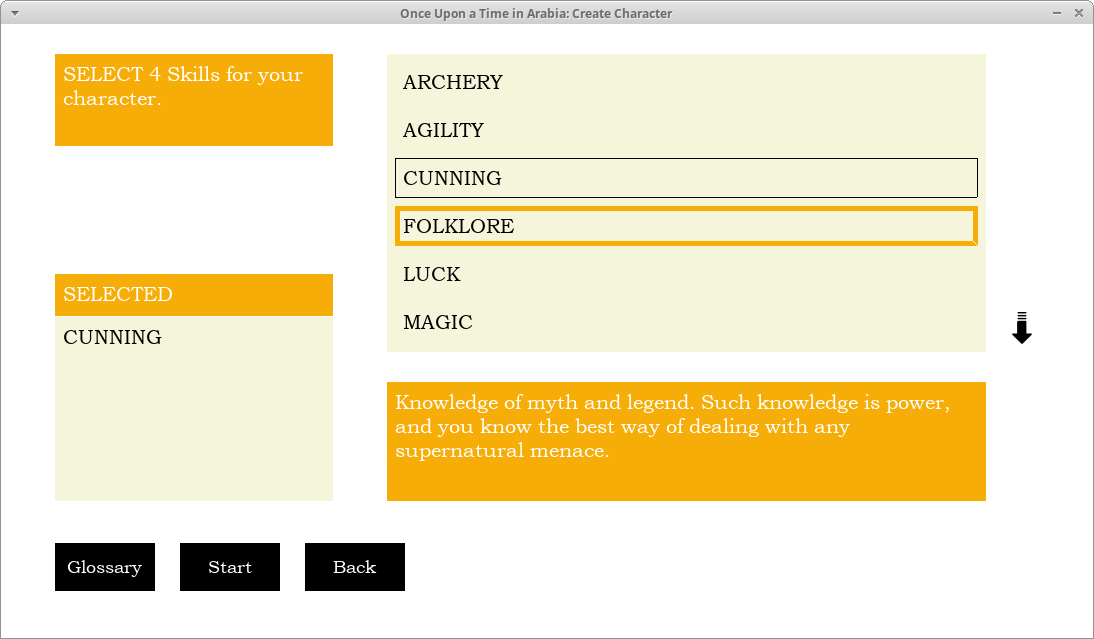 Once Upon a Time in Arabia: Create Character
SELECT 4 Skills for your
character.
SELECTED
CUNNING
ARCHERY
AGILITY
CUNNING
FOLKLORE
LUCK
MAGIC
Knowledge of myth and legend. Such knowledge is power,
and you know the best way of dealing with any
supernatural menace.
Glossary
Start
Back